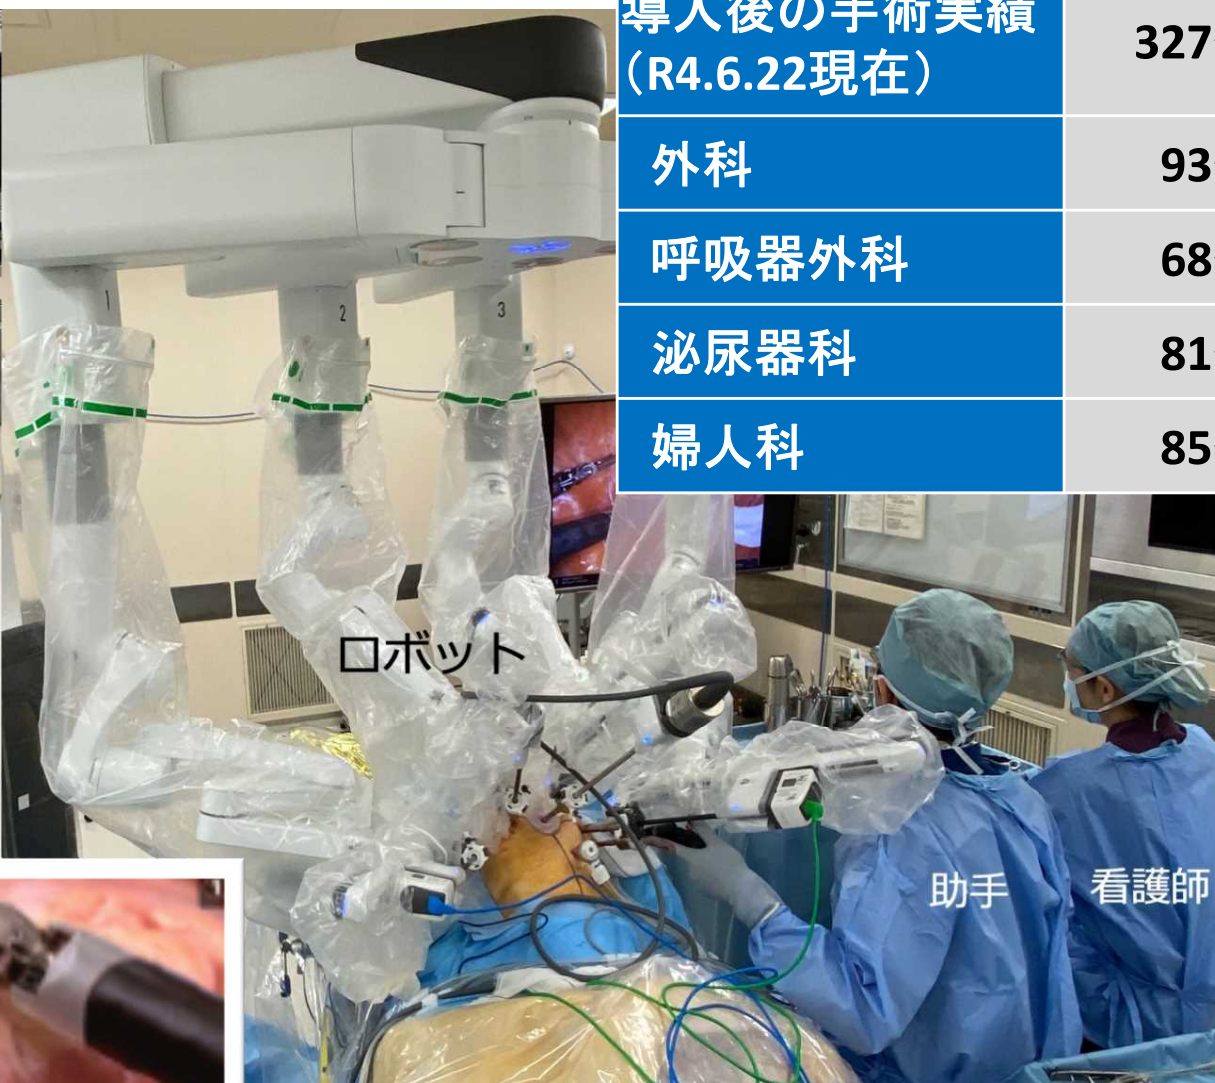 導入後の手術実績
（R4.6.22現在）
327
外科
93
呼吸器外科
68
泌尿器科
81
婦人科
85
1
2
3
ロボット
助手
看護師